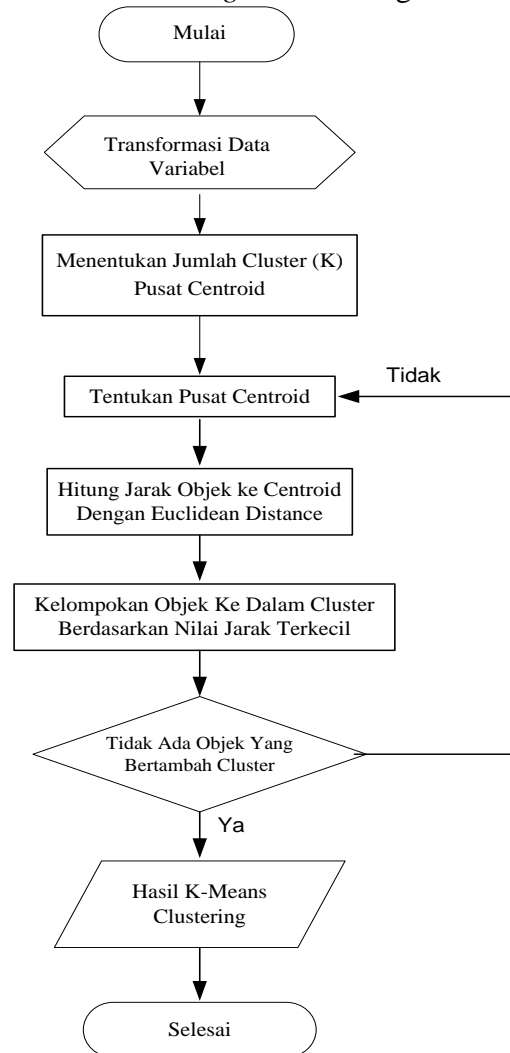 Mulai
Transformasi Data
Variabel
Menentukan Jumlah Cluster (K)
Pusat Centroid
Tidak
Tentukan Pusat Centroid
Hitung Jarak Objek ke Centroid
Dengan Euclidean Distance
Kelompokan Objek Ke Dalam Cluster
Berdasarkan Nilai Jarak Terkecil
Tidak Ada Objek Yang
Bertambah Cluster
Ya
Hasil K-Means
Clustering
Selesai